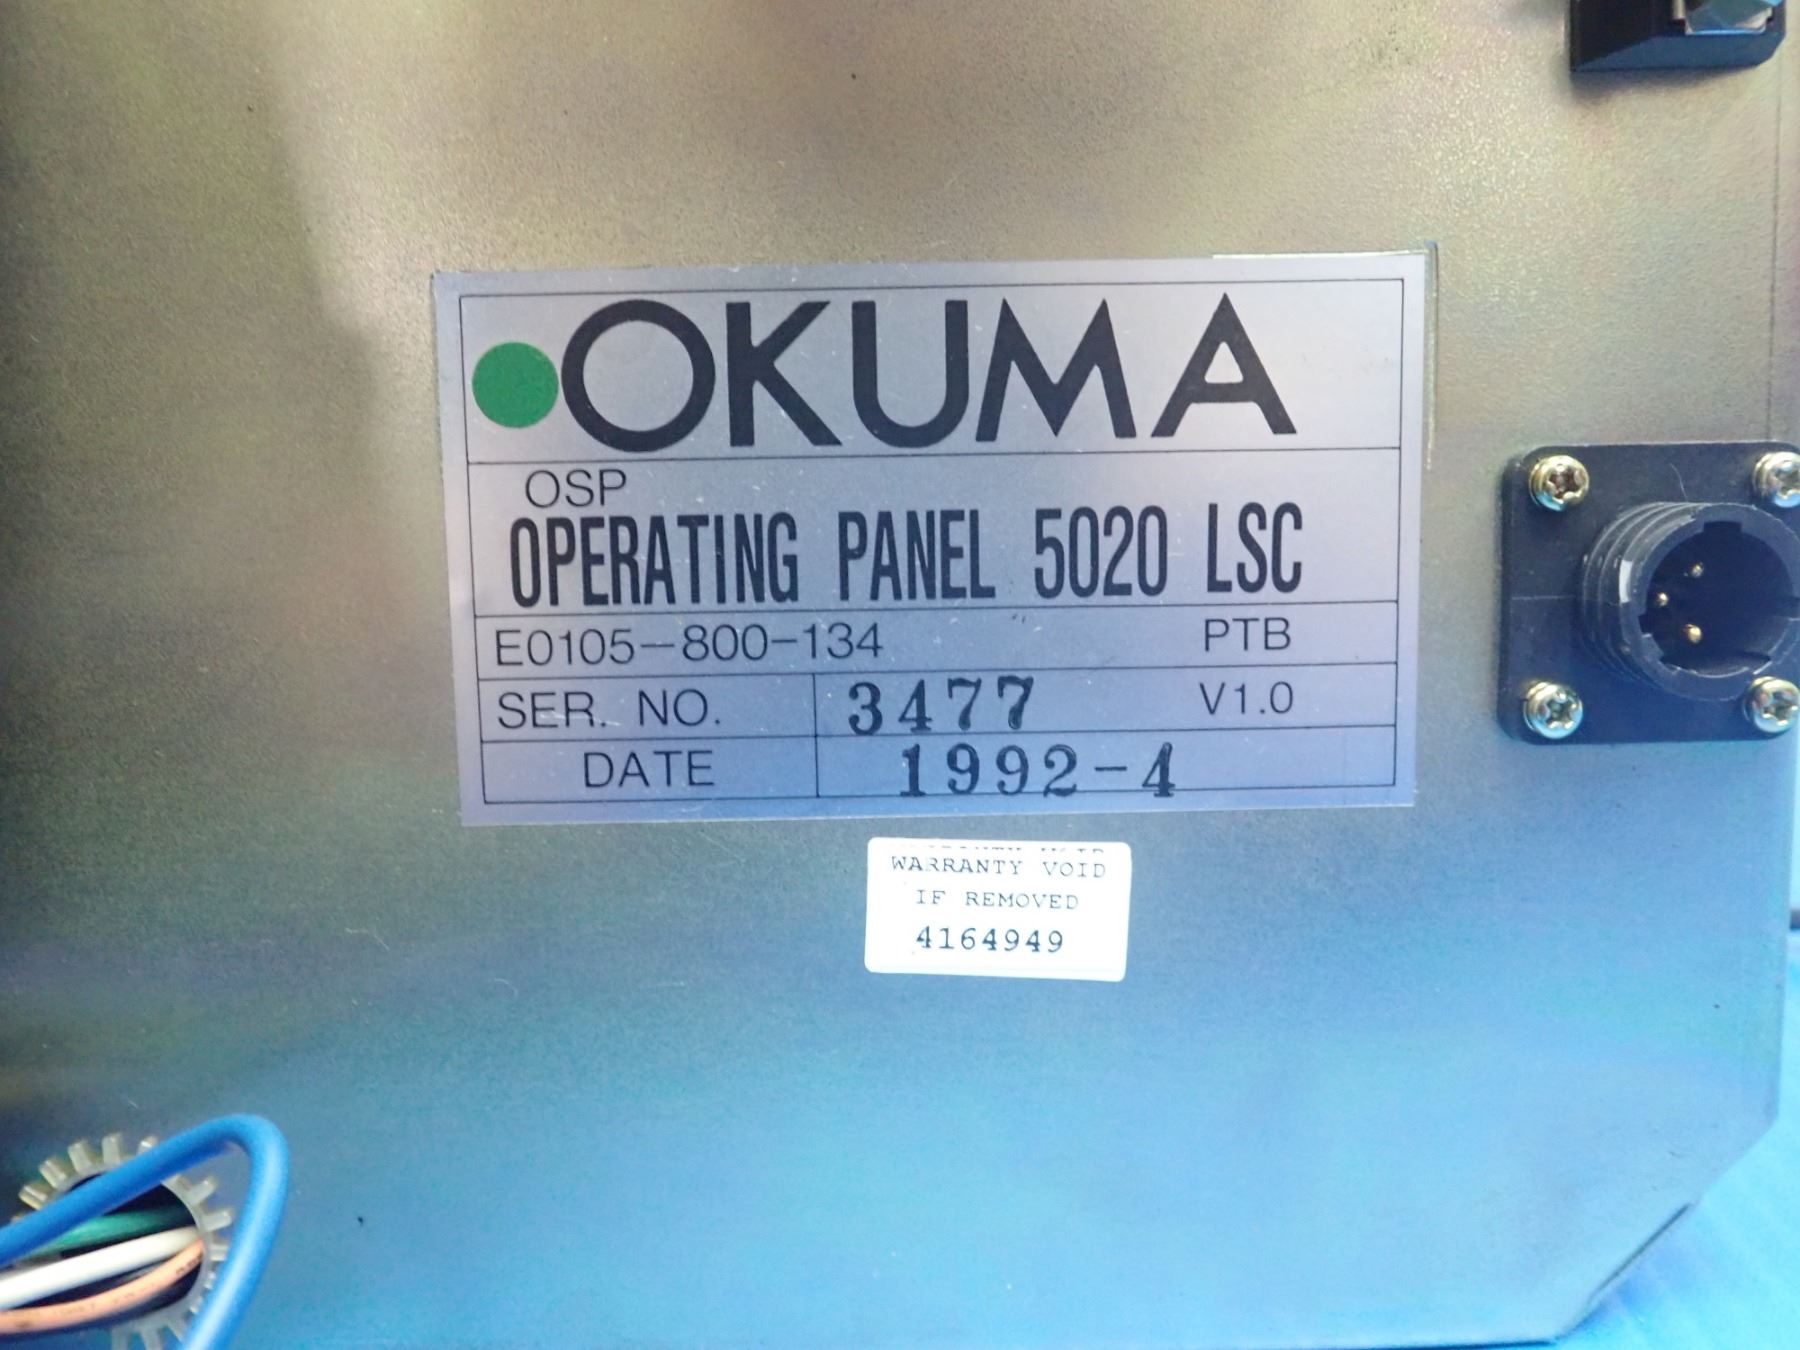 OKUMA
OSP
OPERATING PANEL 5020 LSC
E0105-800-134 PTB
SER. NO. 3477 V1.0
DATE 1992-4
WARRANTY VOID
IF REMOVED
4164949